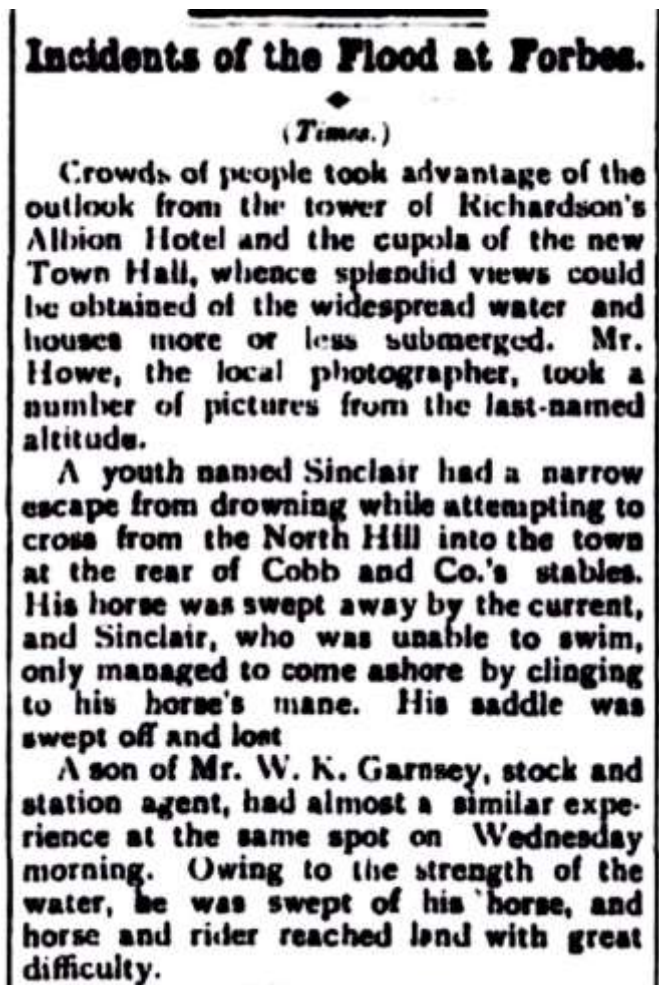 Incidents of the Flood at Forbes.
(Times.)
Crowds of people took advantage of the
outlook from the tower of Richardson's
Albion Hotel and the cupola of the new
Town Hall, whence splendid views could
be obtained of the widespread water and
houses more or less submerged. Mr.
Howe, the local photographer, took a
number of pictures from the last-named
altitude.
A youth named Sinclair had a narrow
escape from drowning while attempting to
cross from the North Hill into the town
at the rear of Cobb and Co.'s stables.
His horse was swept away by the current,
and Sinclair, who was unable to swim,
only managed to come ashore by clinging
to his horse's mane. His saddle was
swept off and lost
A son of Mr. W. K. Garnsey, stock and
station agent, had almost a similar expe-
rience at the same spot on Wednesday
morning. Owing to the strength of the
water, he was swept of his horse, and
horse and rider reached land with great
difficulty.